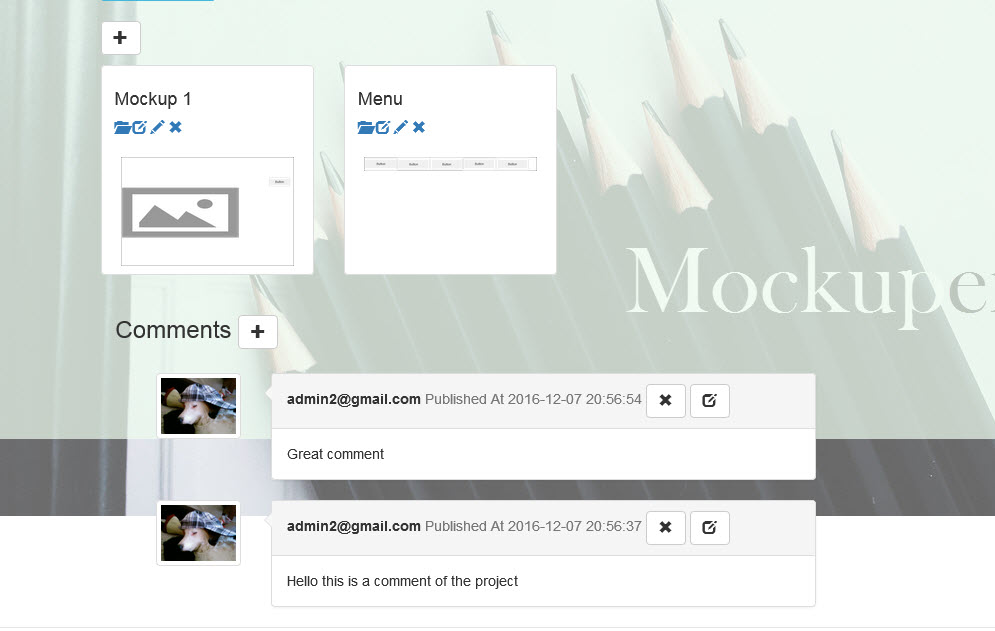 Mockup 1
Menu
Button
Button
Button
Button
Button
Button
Mockupe
Comments
admin2@gmail.com Published At 2016-12-07 20:56:54
Great comment
admin2@gmail.com Published At 2016-12-07 20:56:37
Hello this is a comment of the project